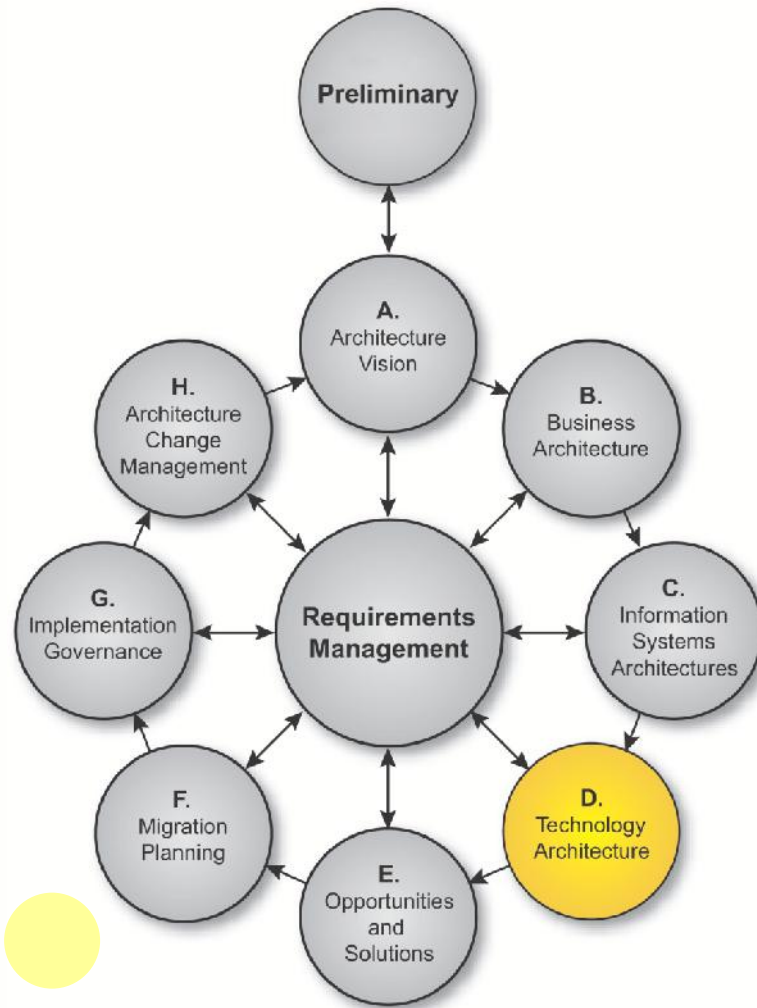 Preliminary
A.
Architecture
Vision
B.
Business
Architecture
H.
Architecture
Change
Management
C.
Information
Systems
Architectures
G.
Implementation
Governance
Requirements
Management
D.
Technology
Architecture
F.
Migration
Planning
E.
Opportunities
and
Solutions